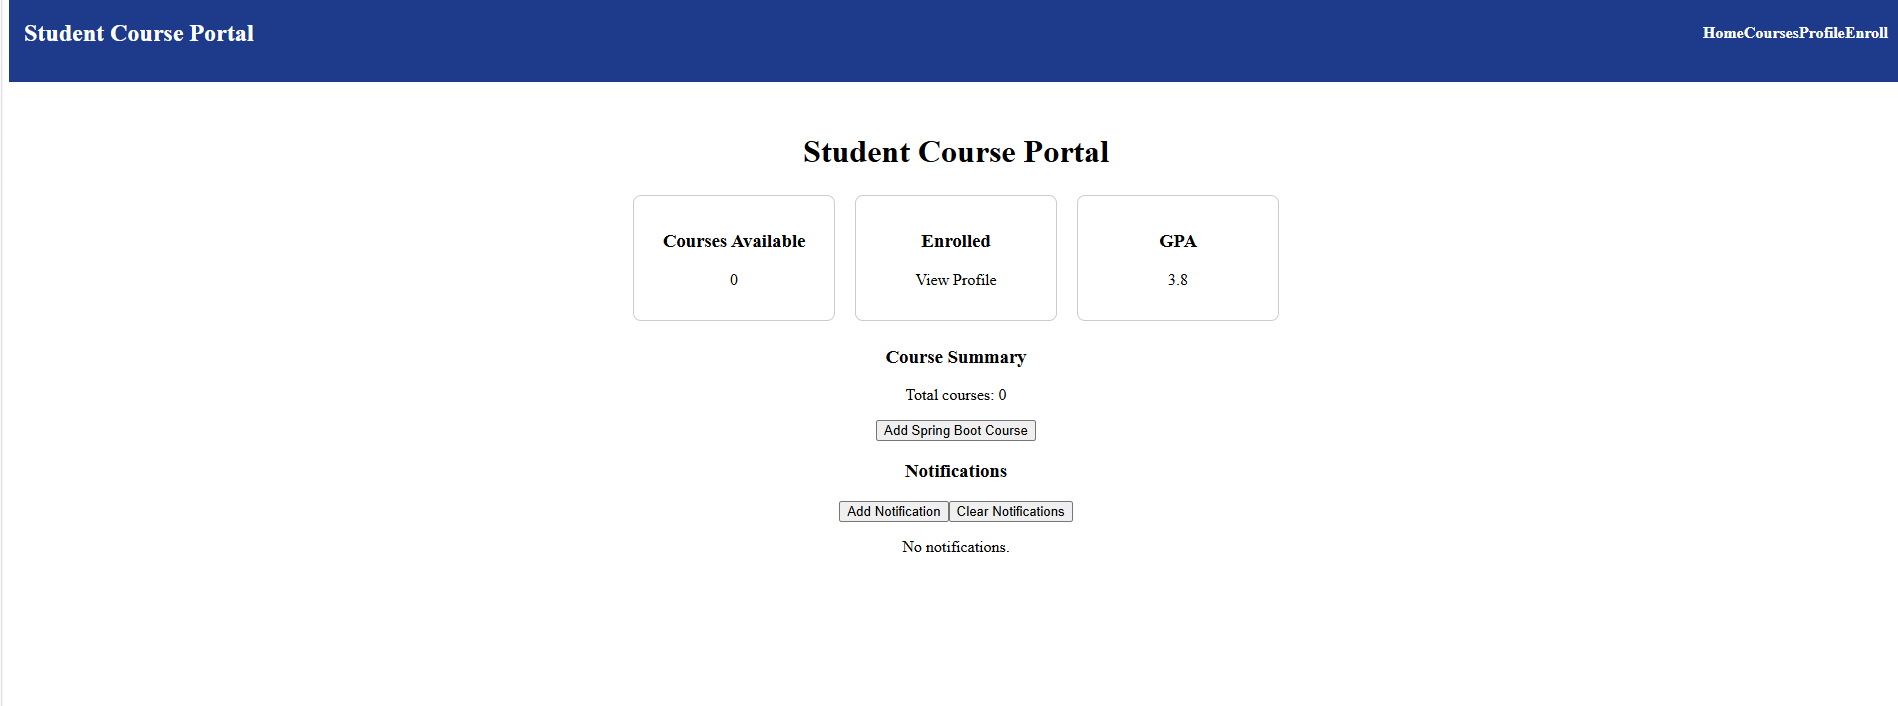 Student Course Portal
HomeCoursesProfileEnroll
Student Course Portal
Courses Available
0
Enrolled
View Profile
GPA
3.8
Course Summary
Total courses: 0
Add Spring Boot Course
Notifications
Add Notification
Clear Notifications
No notifications.